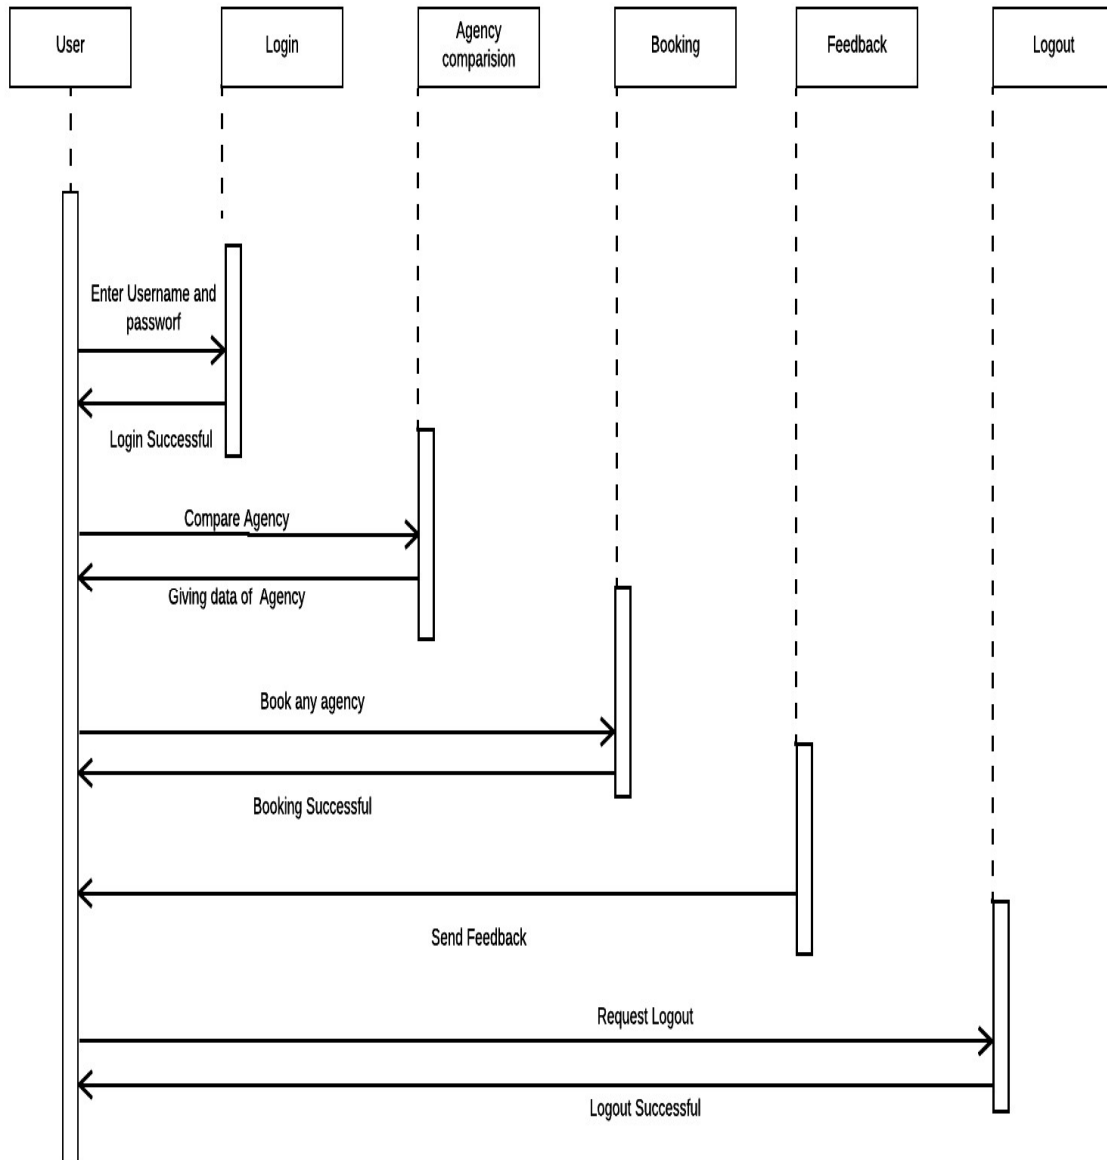 User
Login
Agency
comparision
Booking
Feedback
Logout
Enter Username and
passworf
Login Successful
Compare Agency
Giving data of  Agency
Book any agency
Booking Successful
Send Feedback
Request Logout
Logout Successful